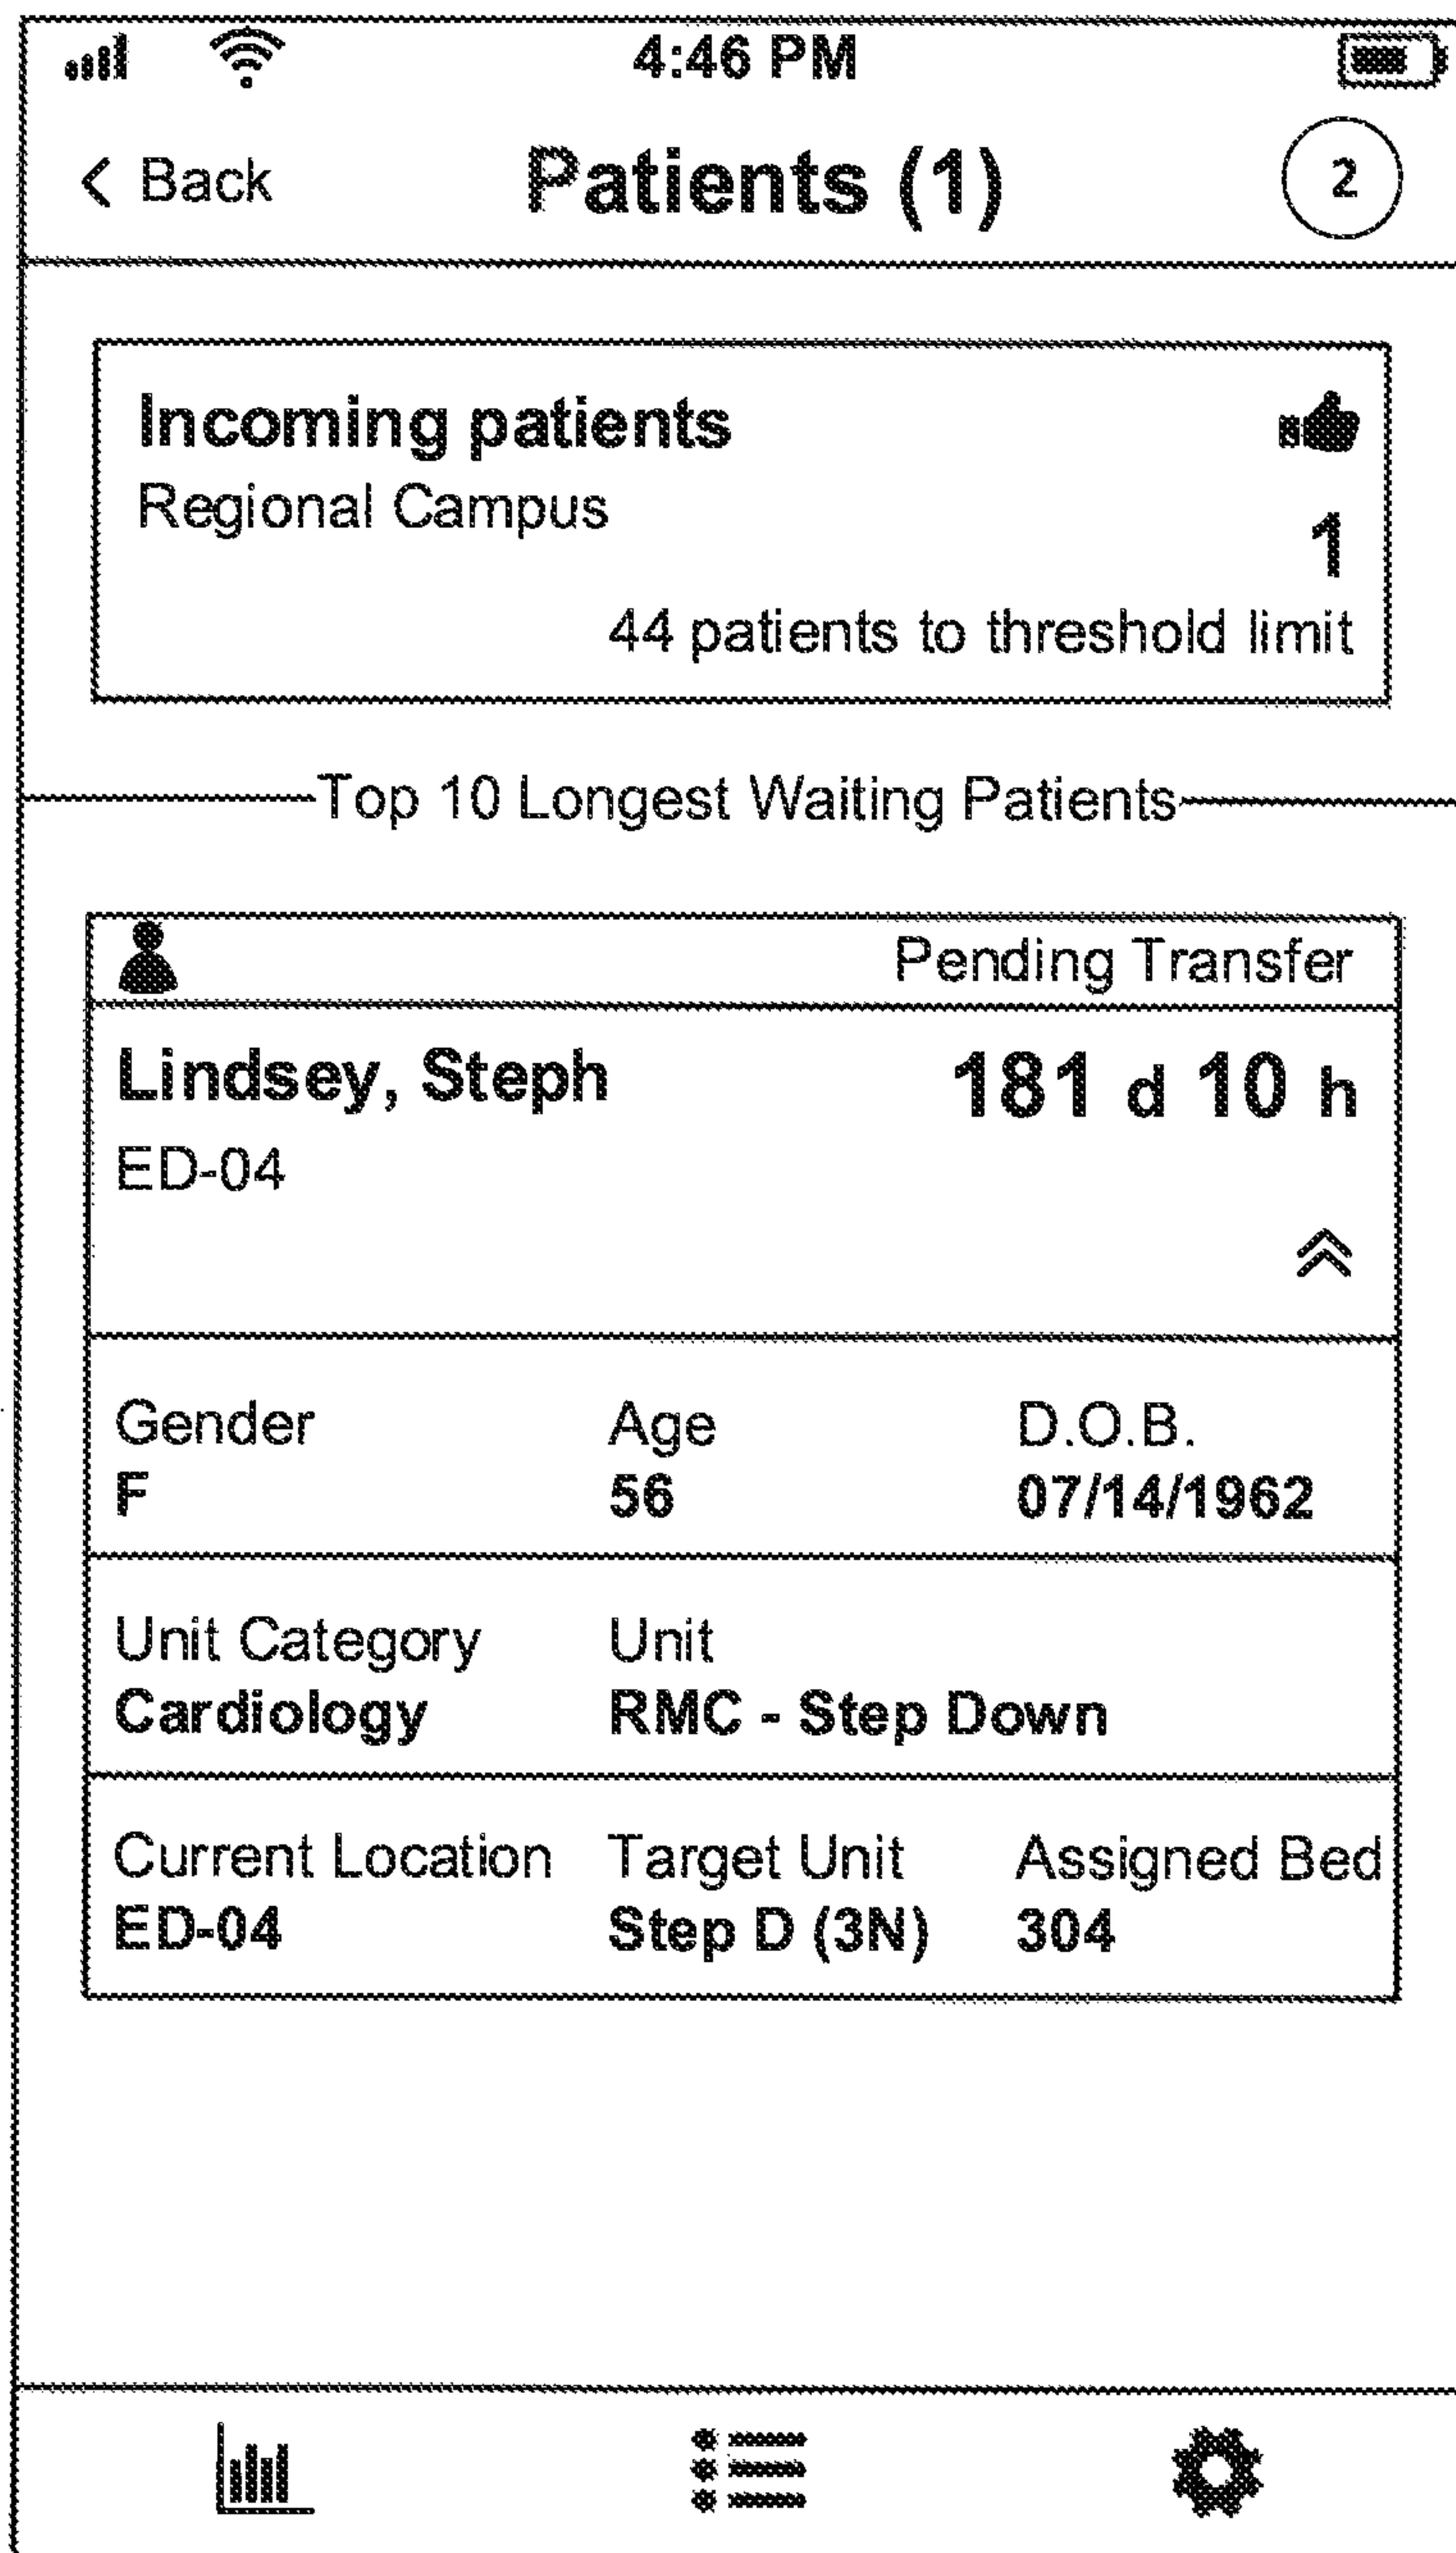 4:46 PM
< Back Patients (1) 2
Incoming patients
Regional Campus
1
44 patients to threshold limit
Top 10 Longest Waiting Patients
Pending Transfer
Lindsey, Steph 181 d 10 h
ED-04
Gender Age D.O.B.
F 56 07/14/1962
Unit Category Unit
Cardiology RMC - Step Down
Current Location Target Unit Assigned Bed
ED-04 Step D (3N) 304